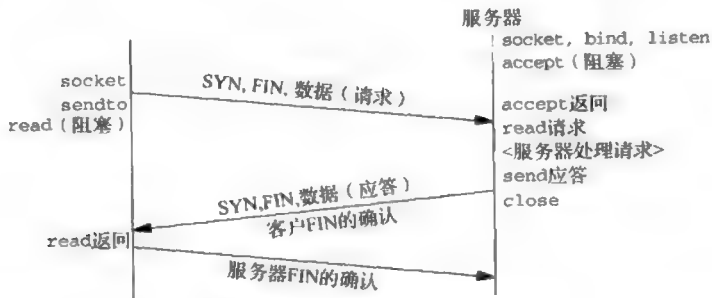 服务器
socket, bind, listen
accept (阻塞)
socket
sendto
read (阻塞)
SYN, FIN, 数据 (请求)
accept返回
read请求
<服务器处理请求>
send应答
close
SYN,FIN,数据 (应答)
客户FIN的确认
read返回
服务器FIN的确认